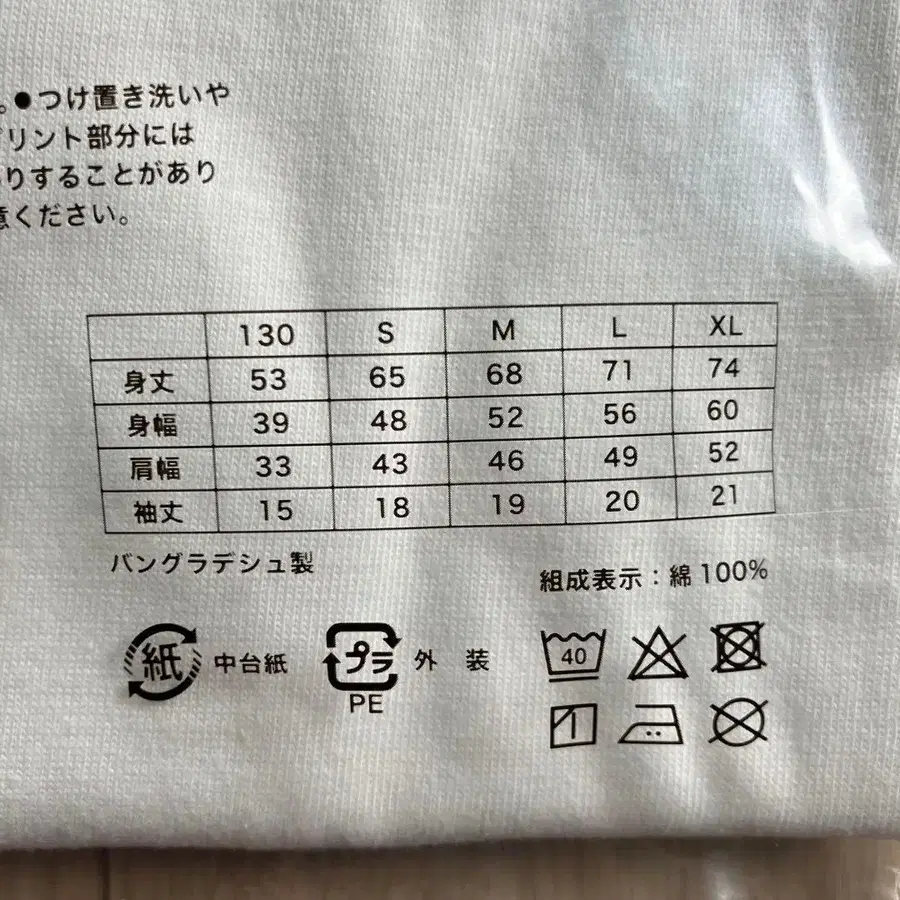 。●つけ置き洗いや
プリント部分には
りすることがあり
意ください。
130 S M L XL
身丈 53 65 68 71 74
身幅 39 48 52 56 60
肩幅 33 43 46 49 52
袖丈 15 18 19 20 21
バングラデシュ製
組成表示：綿100%
紙 中台紙 プラ 外 装
PE
40